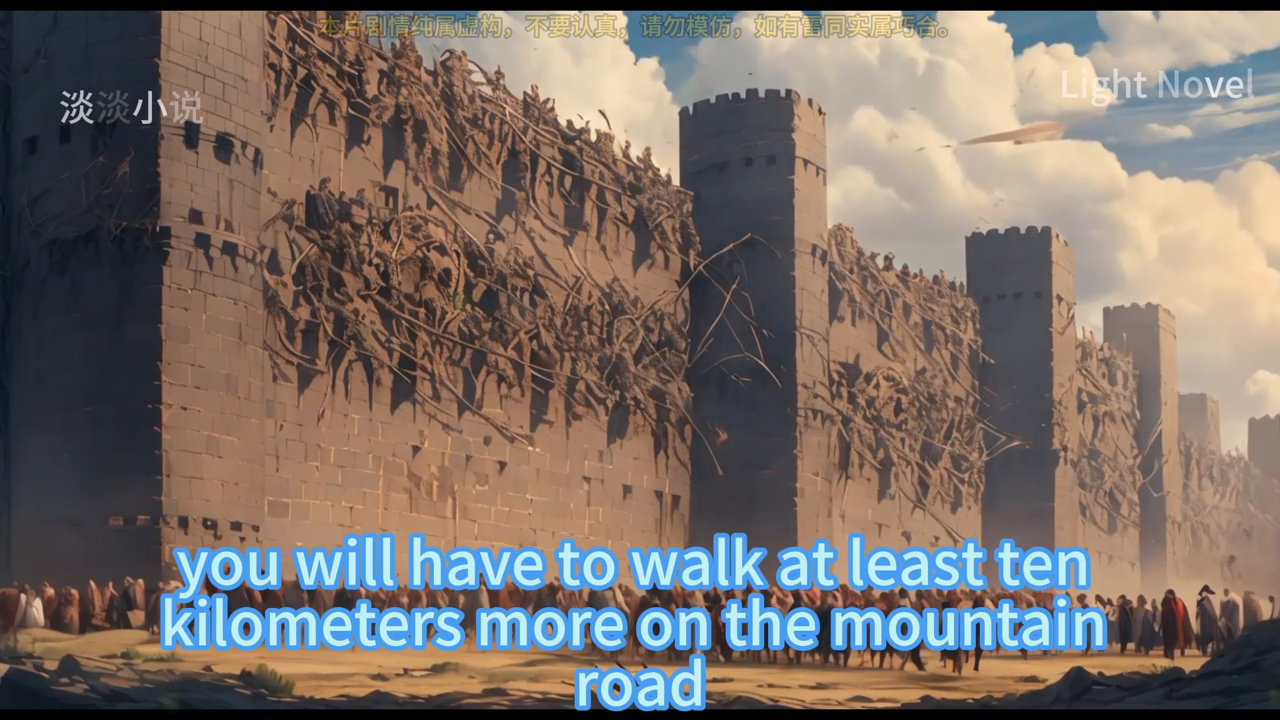 本片剧情纯属虚构，不要认真，请勿模仿，如有雷同实属巧合。
淡淡小说
Light Novel
you will have to walk at least ten
kilometers more on the mountain
road